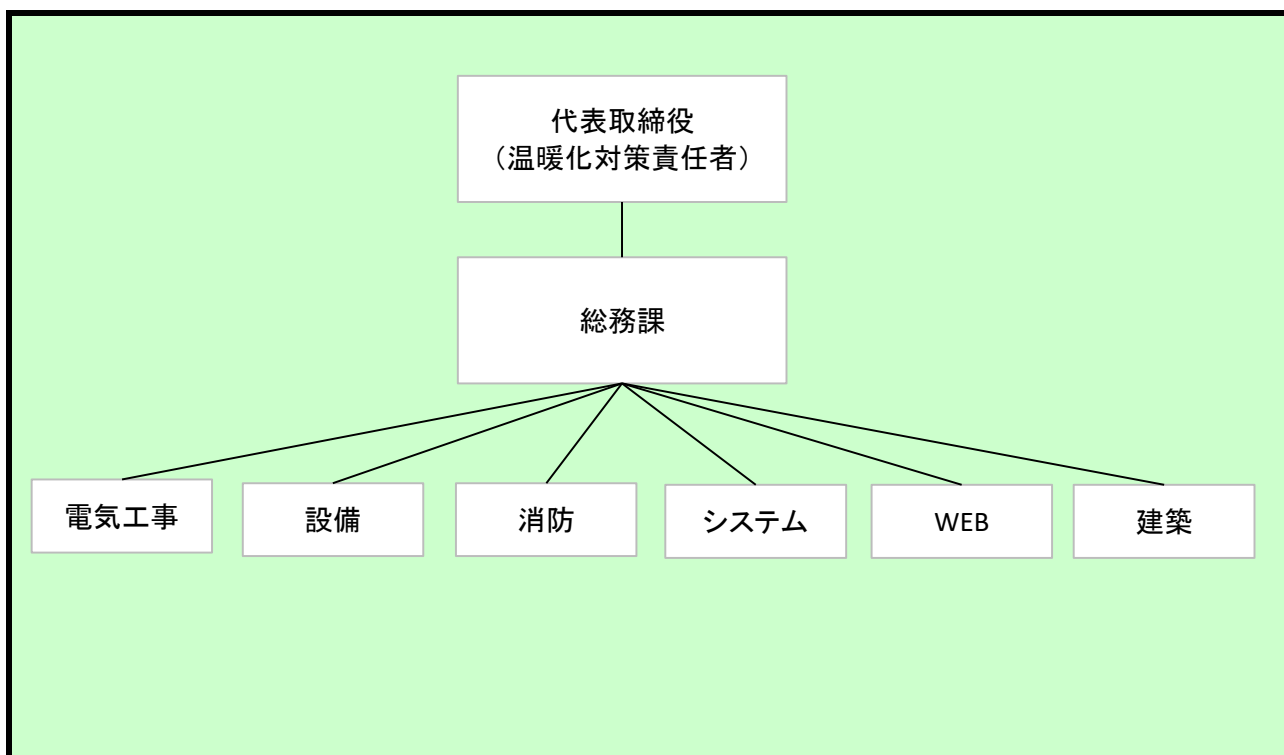 代表取締役
（温暖化対策責任者）
総務課
電気工事
設備
消防
システム
WEB
建築